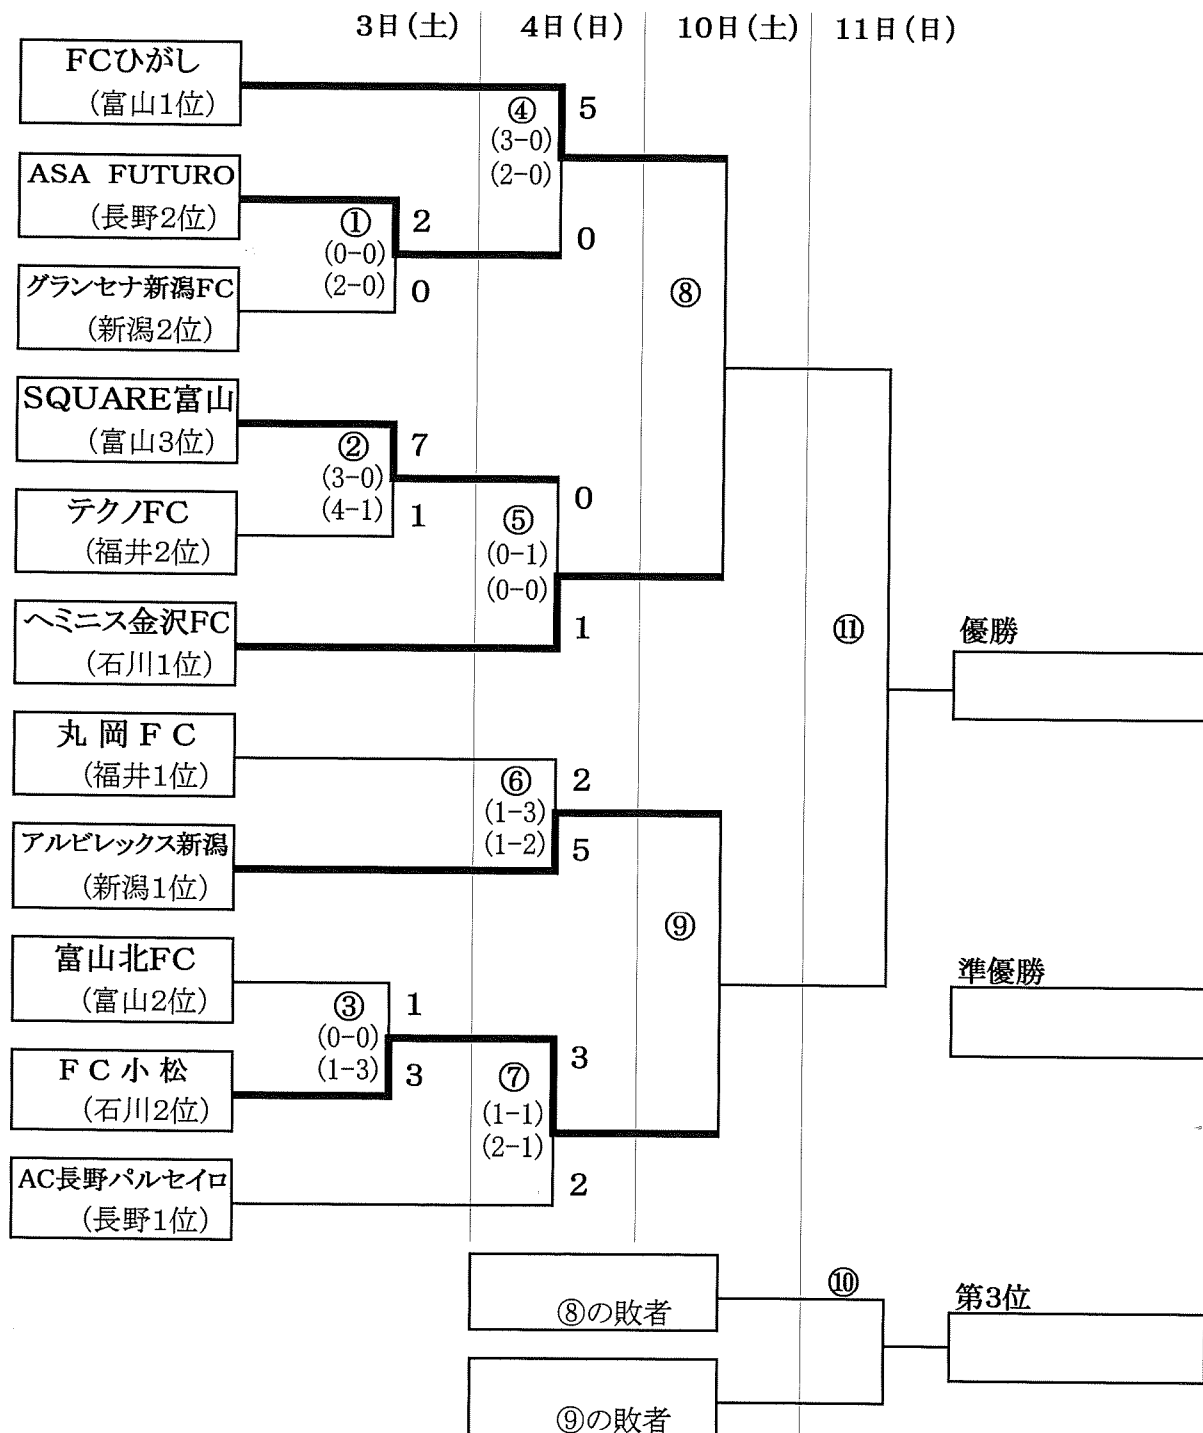 3日(土) 4日(日) 10日(土) 11日(日)
FCひがし
(富山1位)
ASA FUTURO
(長野2位)
グランセナ新潟FC
(新潟2位)
SQUARE富山
(富山3位)
テクノFC
(福井2位)
ヘミニス金沢FC
(石川1位)
丸岡FC
(福井1位)
アルビレックス新潟
(新潟1位)
富山北FC
(富山2位)
FC小松
(石川2位)
AC長野パルセイロ
(長野1位)
①
(0-0)
(2-0)
2
0
②
(3-0)
(4-1)
7
1
③
(0-0)
(1-3)
1
3
④
(3-0)
(2-0)
5
0
⑤
(0-1)
(0-0)
0
1
⑥
(1-3)
(1-2)
2
5
⑦
(1-1)
(2-1)
3
2
⑧
⑨
⑪
優勝
準優勝
⑧の敗者
⑨の敗者
⑩
第3位